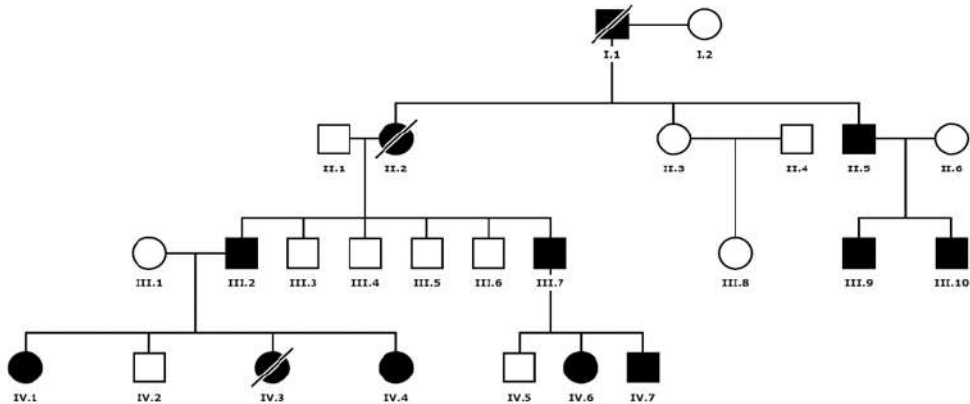 I.1 I.2
II.1 II.2 II.3 II.4 II.5 II.6
III.1 III.2 III.3 III.4 III.5 III.6 III.7 III.8 III.9 III.10
IV.1 IV.2 IV.3 IV.4 IV.5 IV.6 IV.7